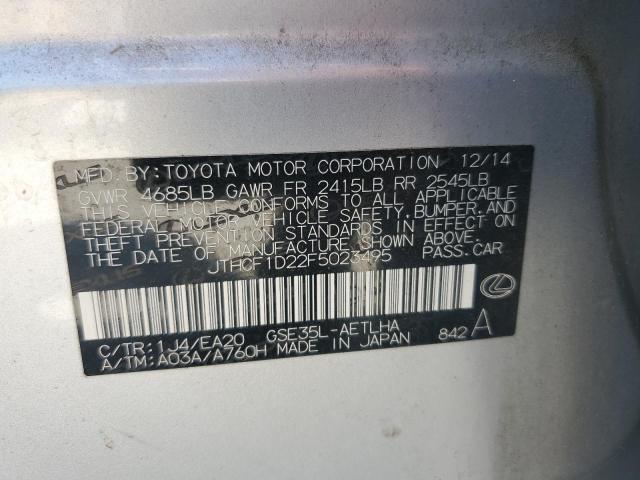 MFD.BY:TOYOTA MOTOR CORPORATION 12/14
GVWR 4685LB GAWR FR 2415LB RR 2545LB
THIS VEHICLE CONFORMS TO ALL APPLICABLE
FEDERAL MOTOR VEHICLE SAFETY,BUMPER,AND
THEFT PREVENTION STANDARDS IN EFFECT ON
THE DATE OF MANUFACTURE SHOWN ABOVE.
JTHCF1D22F5023495 PASS.CAR
C/TR:1J4/EA20 GSE35L-AETLHA
A/TM:A03A/A760H MADE IN JAPAN 842 A